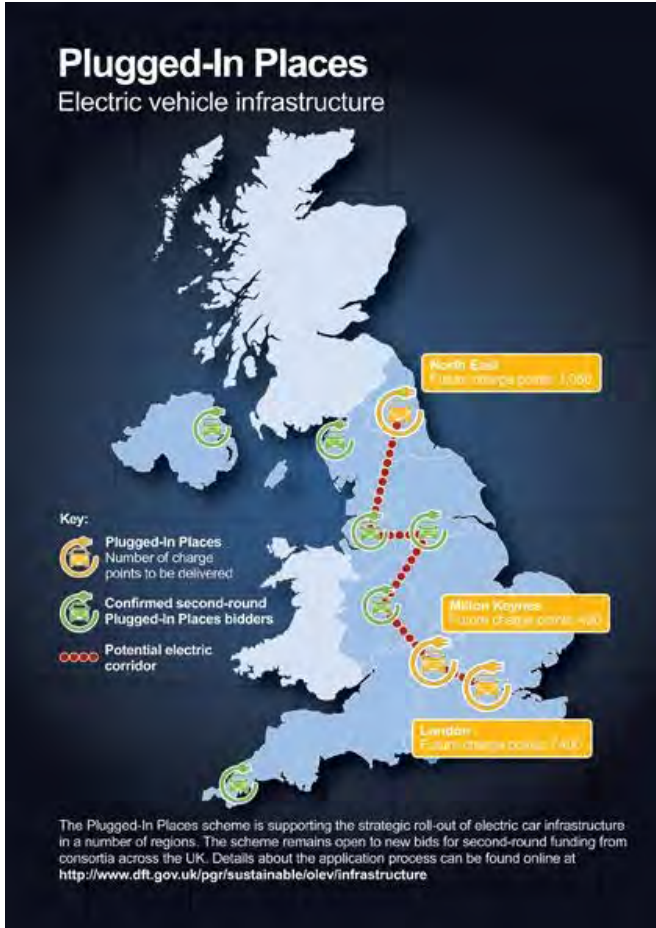 Plugged-In Places
Electric vehicle infrastructure
North East
Future charge points: 1,050
Key:
Plugged-In Places
Number of charge
points to be delivered
Confirmed second-round
Plugged-In Places bidders
Potential electric
corridor
Milton Keynes
Future charge points:
London
Future charge points:
The Plugged-In Places scheme is supporting the strategic roll-out of electric car infrastructure
in a number of regions. The scheme remains open to new bids for second-round funding from
consortia across the UK. Details about the application process can be found online at
http://www.dft.gov.uk/pgr/sustainable/olev/infrastructure